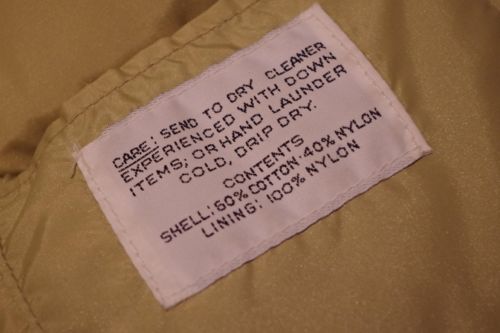 CARE: SEND TO DRY CLEANER
EXPERIENCED WITH DOWN
ITEMS, OR HAND LAUNDER
COLD, DRIP DRY.
CONTENTS
SHELL: 60% COTTON-40% NYLON
LINING: 100% NYLON